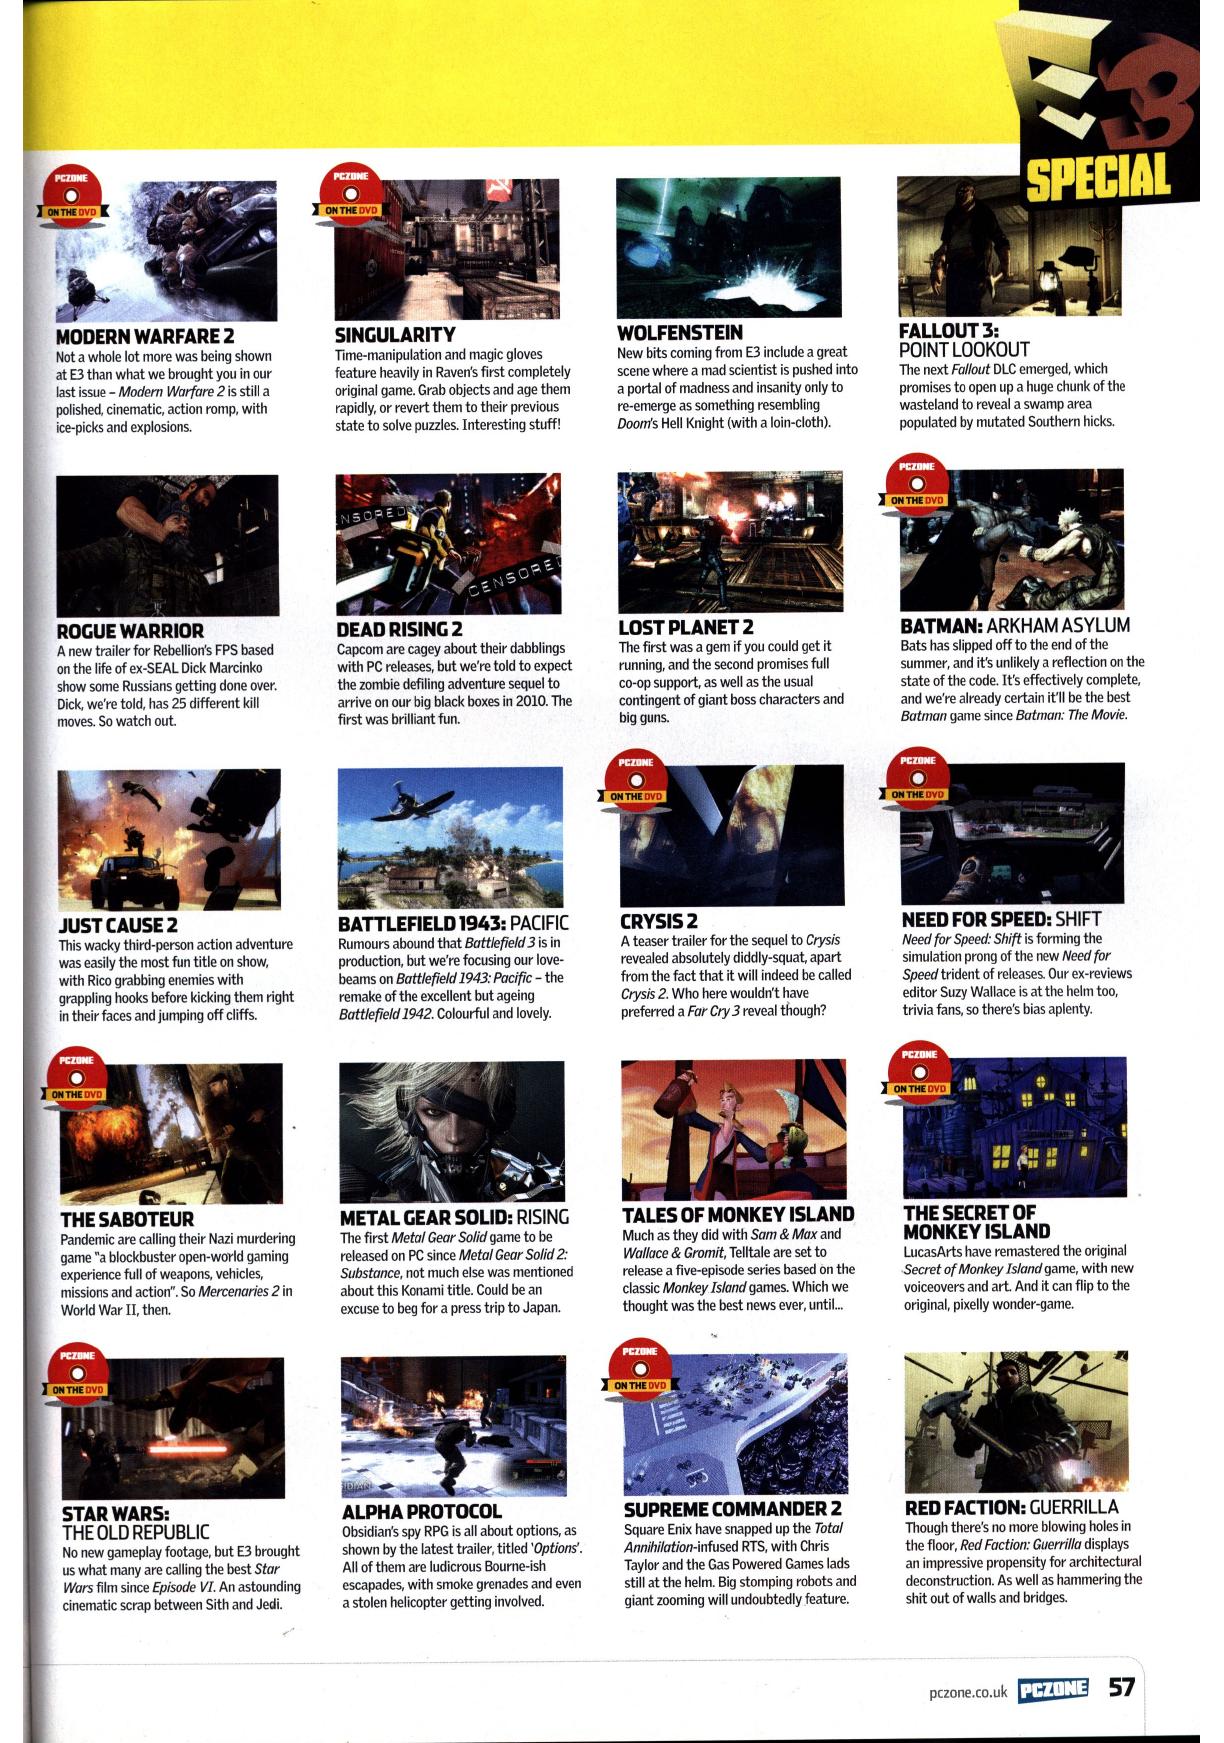 E3
SPECIAL
PCZONE
ON THE DVD
MODERN WARFARE 2
Not a whole lot more was being shown
at E3 than what we brought you in our
last issue – Modern Warfare 2 is still a
polished, cinematic, action romp, with
ice-picks and explosions.
PCZONE
ON THE DVD
SINGULARITY
Time-manipulation and magic gloves
feature heavily in Raven's first completely
original game. Grab objects and age them
rapidly, or revert them to their previous
state to solve puzzles. Interesting stuff!
WOLFENSTEIN
New bits coming from E3 include a great
scene where a mad scientist is pushed into
a portal of madness and insanity only to
re-emerge as something resembling
Doom's Hell Knight (with a loin-cloth).
FALLOUT 3:
POINT LOOKOUT
The next Fallout DLC emerged, which
promises to open up a huge chunk of the
wasteland to reveal a swamp area
populated by mutated Southern hicks.
ROGUE WARRIOR
A new trailer for Rebellion's FPS based
on the life of ex-SEAL Dick Marcinko
show some Russians getting done over.
Dick, we're told, has 25 different kill
moves. So watch out.
ENSORED
CENSORED
DEAD RISING 2
Capcom are cagey about their dabblings
with PC releases, but we're told to expect
the zombie defiling adventure sequel to
arrive on our big black boxes in 2010. The
first was brilliant fun.
LOST PLANET 2
The first was a gem if you could get it
running, and the second promises full
co-op support, as well as the usual
contingent of giant boss characters and
big guns.
PCZONE
ON THE DVD
BATMAN: ARKHAM ASYLUM
Bats has slipped off to the end of the
summer, and it's unlikely a reflection on the
state of the code. It's effectively complete,
and we're already certain it'll be the best
Batman game since Batman: The Movie.
JUST CAUSE 2
This wacky third-person action adventure
was easily the most fun title on show,
with Rico grabbing enemies with
grappling hooks before kicking them right
in their faces and jumping off cliffs.
BATTLEFIELD 1943: PACIFIC
Rumours abound that Battlefield 3 is in
production, but we're focusing our love-
beams on Battlefield 1943: Pacific – the
remake of the excellent but ageing
Battlefield 1942. Colourful and lovely.
PCZONE
ON THE DVD
CRYSIS 2
A teaser trailer for the sequel to Crysis
revealed absolutely diddly-squat, apart
from the fact that it will indeed be called
Crysis 2. Who here wouldn't have
preferred a Far Cry 3 reveal though?
PCZONE
ON THE DVD
NEED FOR SPEED: SHIFT
Need for Speed: Shift is forming the
simulation prong of the new Need for
Speed trident of releases. Our ex-reviews
editor Suzy Wallace is at the helm too,
trivia fans, so there's bias aplenty.
PCZONE
ON THE DVD
THE SABOTEUR
Pandemic are calling their Nazi murdering
game "a blockbuster open-world gaming
experience full of weapons, vehicles,
missions and action". So Mercenaries 2 in
World War II, then.
METAL GEAR SOLID: RISING
The first Metal Gear Solid game to be
released on PC since Metal Gear Solid 2:
Substance, not much else was mentioned
about this Konami title. Could be an
excuse to beg for a press trip to Japan.
TALES OF MONKEY ISLAND
Much as they did with Sam & Max and
Wallace & Gromit, Telltale are set to
release a five-episode series based on the
classic Monkey Island games. Which we
thought was the best news ever, until...
PCZONE
ON THE DVD
THE SECRET OF
MONKEY ISLAND
LucasArts have remastered the original
Secret of Monkey Island game, with new
voiceovers and art. And it can flip to the
original, pixelly wonder-game.
PCZONE
ON THE DVD
STAR WARS:
THE OLD REPUBLIC
No new gameplay footage, but E3 brought
us what many are calling the best Star
Wars film since Episode VI. An astounding
cinematic scrap between Sith and Jedi.
ALPHA PROTOCOL
Obsidian's spy RPG is all about options, as
shown by the latest trailer, titled 'Options'.
All of them are ludicrous Bourne-ish
escapades, with smoke grenades and even
a stolen helicopter getting involved.
PCZONE
ON THE DVD
SUPREME COMMANDER 2
Square Enix have snapped up the Total
Annihilation-infused RTS, with Chris
Taylor and the Gas Powered Games lads
still at the helm. Big stomping robots and
giant zooming will undoubtedly feature.
RED FACTION: GUERRILLA
Though there's no more blowing holes in
the floor, Red Faction: Guerrilla displays
an impressive propensity for architectural
deconstruction. As well as hammering the
shit out of walls and bridges.
pczone.co.uk PCZONE 57